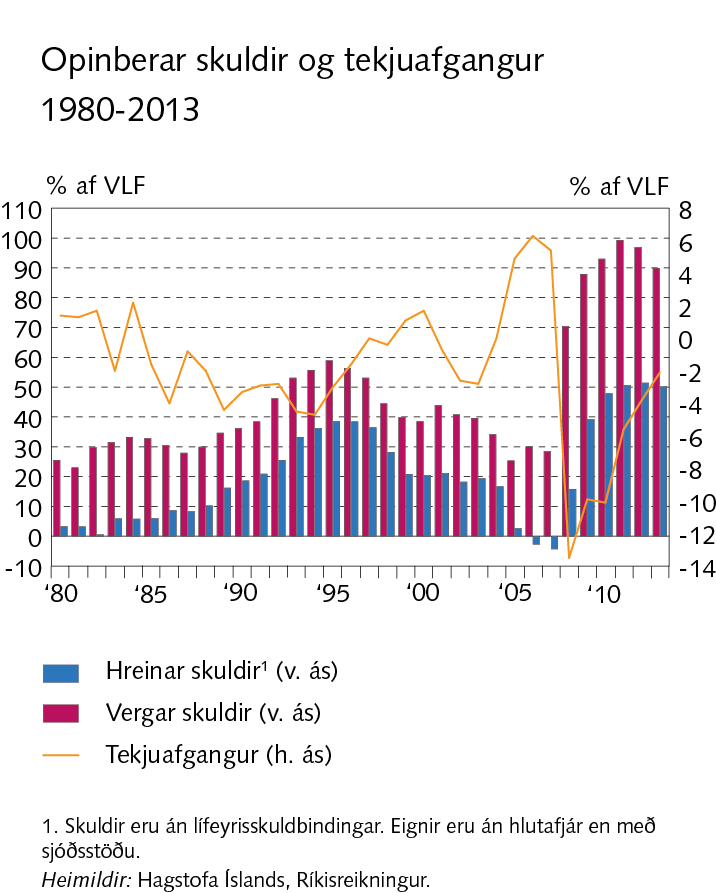 Opinberar skuldir og tekjuafgangur
1980-2013
% af VLF % af VLF
110 8
100 6
90 4
80 2
70 0
60 -2
50 -4
40 -6
30 -8
20 -10
10 -12
0 -14
-10
‘80 ‘85 ‘90 ‘95 ‘00 ‘05 ‘10
Hreinar skuldir¹ (v. ás)
Vergar skuldir (v. ás)
Tekjuafgangur (h. ás)
1. Skuldir eru án lífeyrisskuldbindingar. Eignir eru án hlutafjár en með
sjóðsstöðu.
Heimildir: Hagstofa Íslands, Ríkisreikningur.